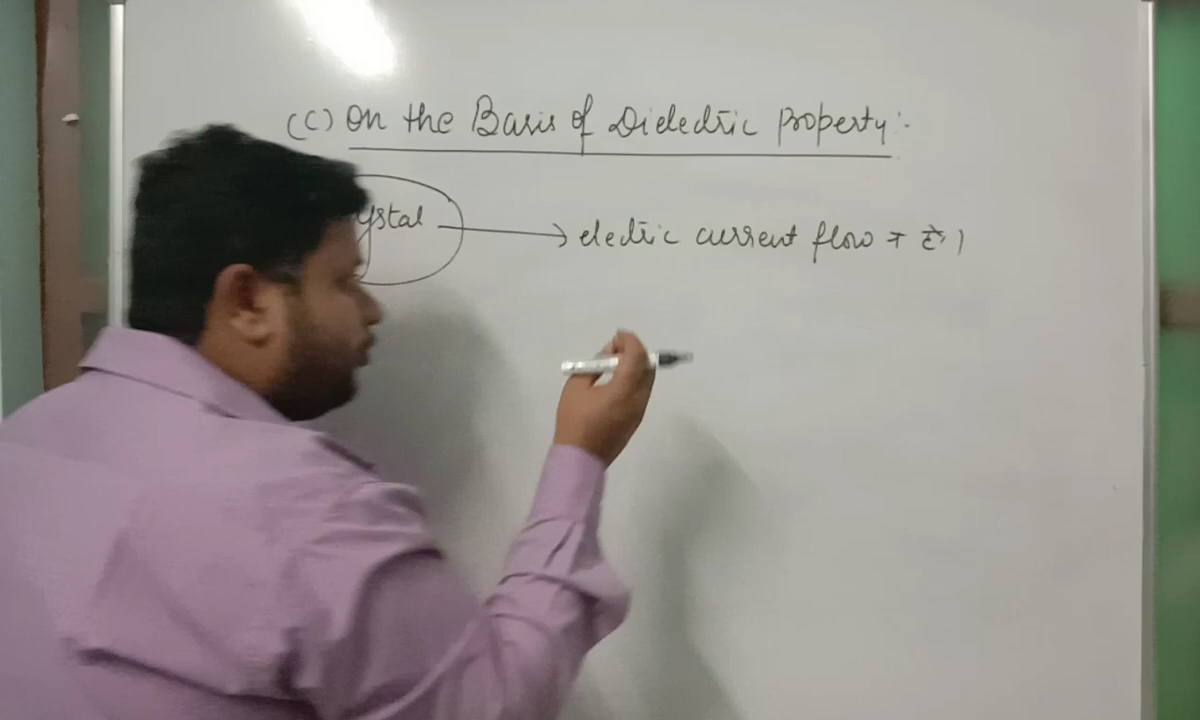 (C) On the Basis of Dielectric Property:-
ystal → electric current flow